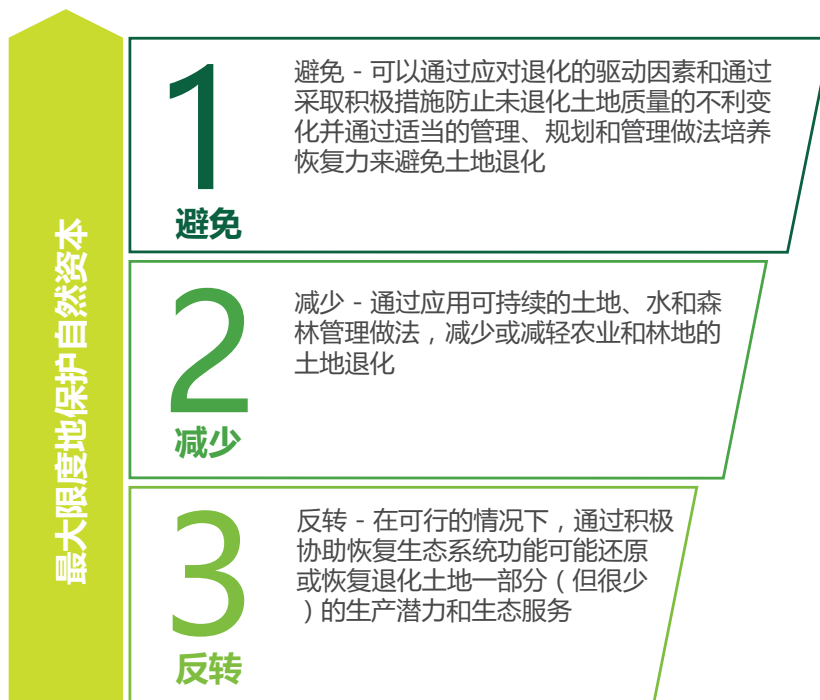 最大限度地保护自然资本
1
避免
避免 - 可以通过应对退化的驱动因素和通过
采取积极措施防止未退化土地质量的不利变
化并通过适当的管理、规划和管理做法培养
恢复力来避免土地退化
2
减少
减少 - 通过应用可持续的土地、水和森
林管理做法，减少或减轻农业和林地的
土地退化
3
反转
反转 - 在可行的情况下，通过积极
协助恢复生态系统功能可能还原
或恢复退化土地一部分（但很少
）的生产潜力和生态服务